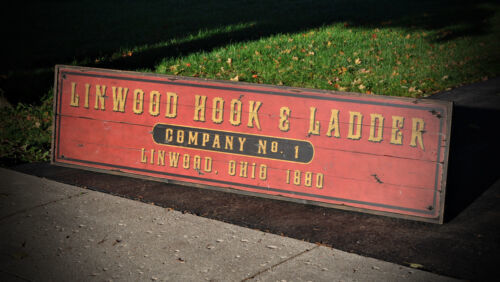 LINWOOD HOOK & LADDER
COMPANY NO. 1
LINWOOD, OHIO 1880